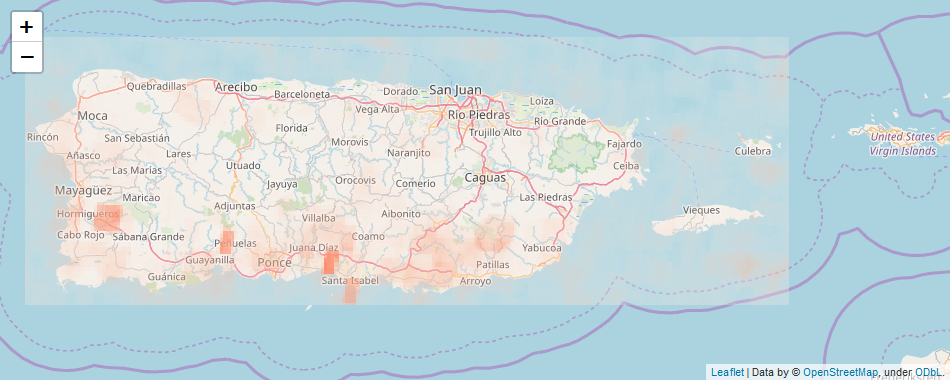 +
−
Quebradillas
Arecibo
Barceloneta
Dorado
San Juan
Loíza
Moca
Vega Alta
Río Piedras
Río Grande
Rincón
San Sebastián
Florida
Morovis
Trujillo Alto
Fajardo
Culebra
United States
Virgin Islands
Añasco
Lares
Naranjito
Las Marías
Utuado
Ceiba
Mayagüez
Maricao
Jayuya
Orocovis
Comerio
Caguas
Las Piedras
Hormigueros
Adjuntas
Villalba
Aibonito
Vieques
Cabo Rojo
Sábana Grande
Peñuelas
Juana Díaz
Coamo
Yabucoa
Guayanilla
Ponce
Patillas
Guánica
Santa Isabel
Arroyo
Leaflet | Data by © OpenStreetMap, under ODbL.